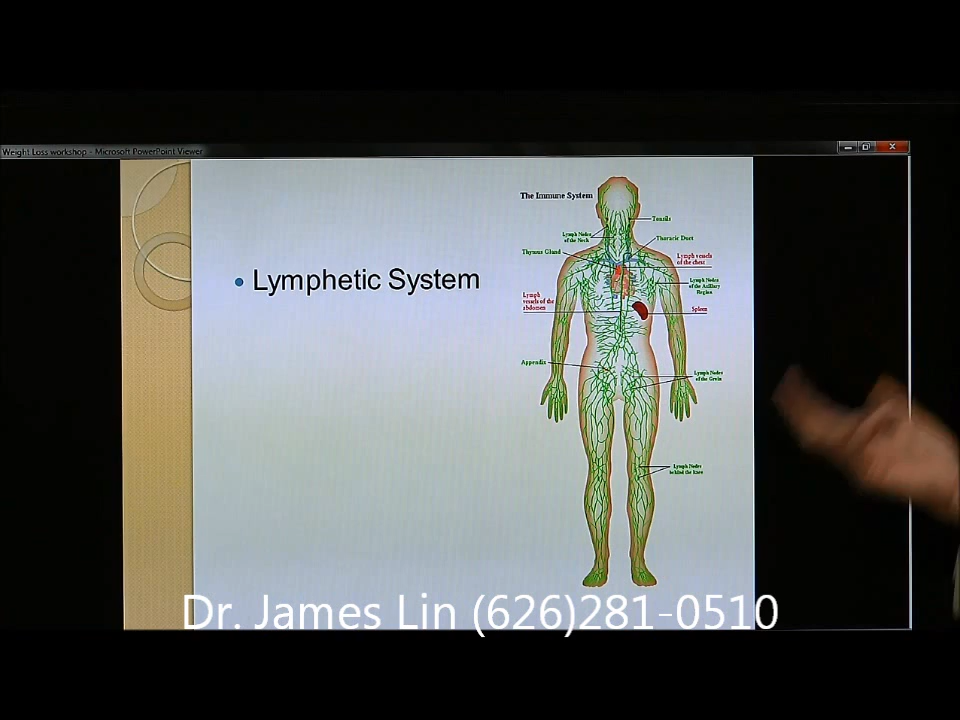 Weight Loss workshop - Microsoft PowerPoint Viewer
• Lymphetic System
The Immune System
Tonsils
Lymph Nodes
of the Neck
Thoracic Duct
Thymus Gland
Lymph vessels
of the chest
Lymph Nodes
of the Axillary
Region
Lymph
vessels of the
abdomen
Spleen
Appendix
Lymph Nodes
of the Groin
Lymph Nodes
behind the knee
Dr. James Lin (626)281-0510